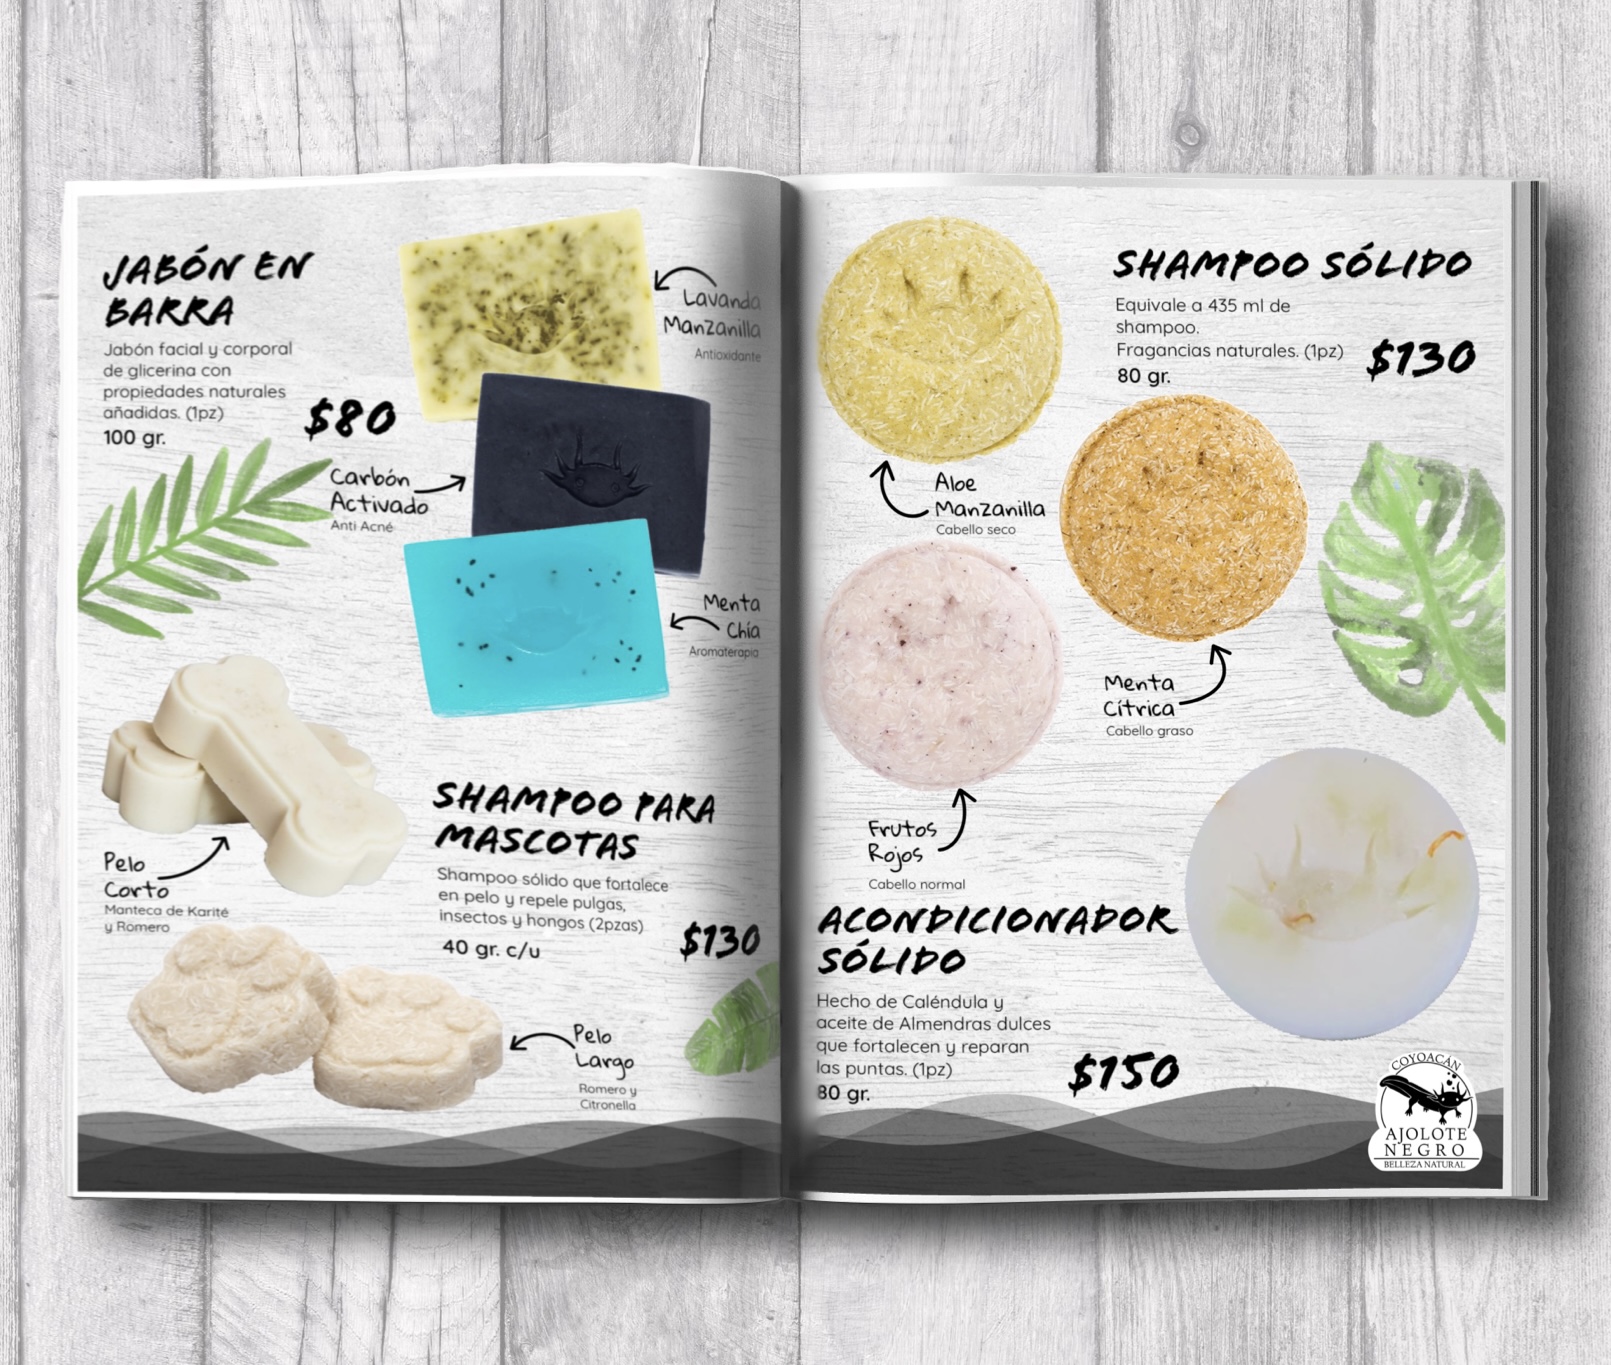 JABÓN EN
BARRA
Jabón facial y corporal
de glicerina con
propiedades naturales
añadidas. (1pz)
100 gr.
$80
Lavanda
Manzanilla
Antioxidante
Carbón
Activado
Anti Acné
Menta
Chía
Aromaterapia
Pelo
Corto
Manteca de Karité
y Romero
SHAMPOO PARA
MASCOTAS
Shampoo sólido que fortalece
en pelo y repele pulgas,
insectos y hongos (2pzas)
40 gr. c/u
$130
Pelo
Largo
Romero y
Citronella
SHAMPOO SÓLIDO
Equivale a 435 ml de
shampoo.
Fragancias naturales. (1pz)
80 gr.
$130
Aloe
Manzanilla
Cabello seco
Menta
Cítrica
Cabello graso
Frutos
Rojos
Cabello normal
ACONDICIONADOR
SÓLIDO
Hecho de Caléndula y
aceite de Almendras dulces
que fortalecen y reparan
las puntas. (1pz)
80 gr.
$150
COYOACÁN
AJOLOTE
NEGRO
BELLEZA NATURAL